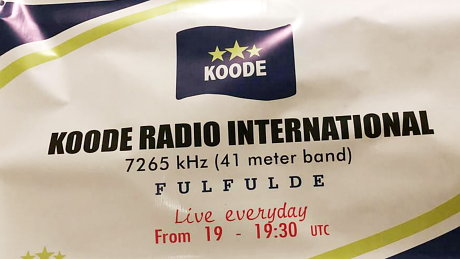 KOODE
KOODE RADIO INTERNATIONAL
7265 kHz (41 meter band)
FULFULDE
Live everyday
From 19 - 19:30 UTC